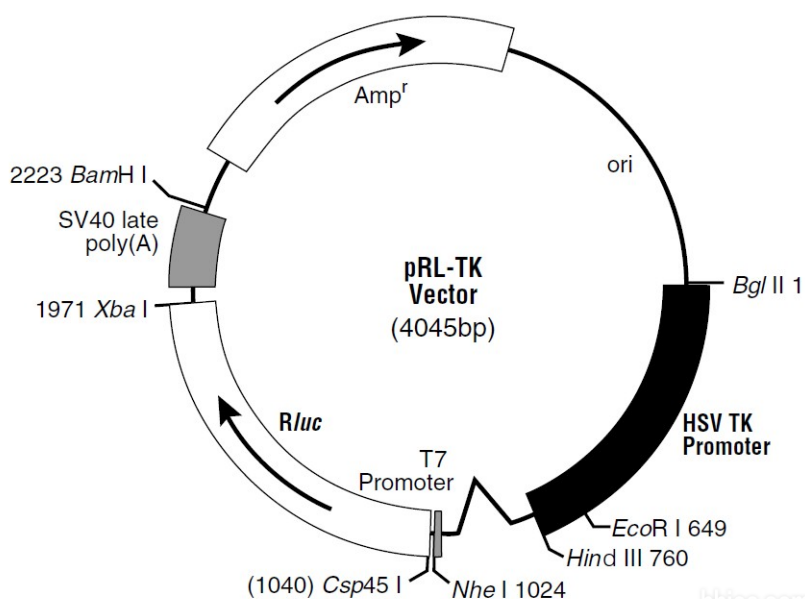 Ampʳ
ori
2223 BamH I
SV40 late
poly(A)
pRL-TK
Vector
(4045bp)
Bgl II 1
1971 Xba I
Rluc
HSV TK
Promoter
T7
Promoter
EcoR I 649
Hind III 760
(1040) Csp45 I
Nhe I 1024